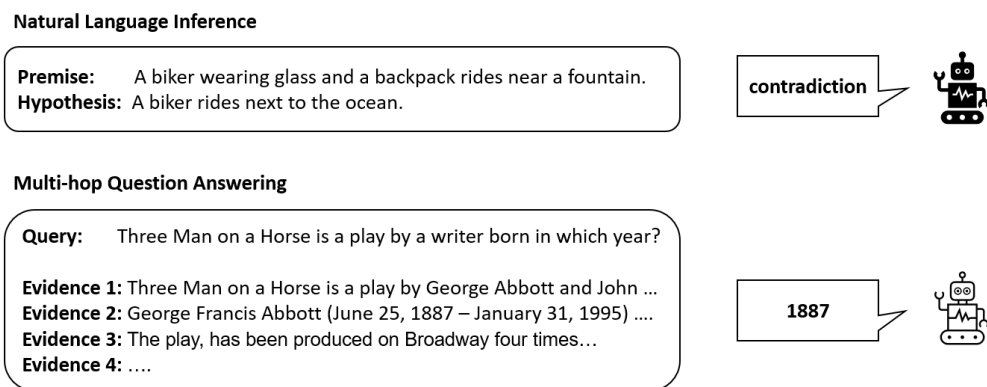 Natural Language Inference
Premise: A biker wearing glass and a backpack rides near a fountain.
Hypothesis: A biker rides next to the ocean.
contradiction
Multi-hop Question Answering
Query: Three Man on a Horse is a play by a writer born in which year?
Evidence 1: Three Man on a Horse is a play by George Abbott and John ...
Evidence 2: George Francis Abbott (June 25, 1887 – January 31, 1995) ....
Evidence 3: The play, has been produced on Broadway four times…
Evidence 4: ….
1887